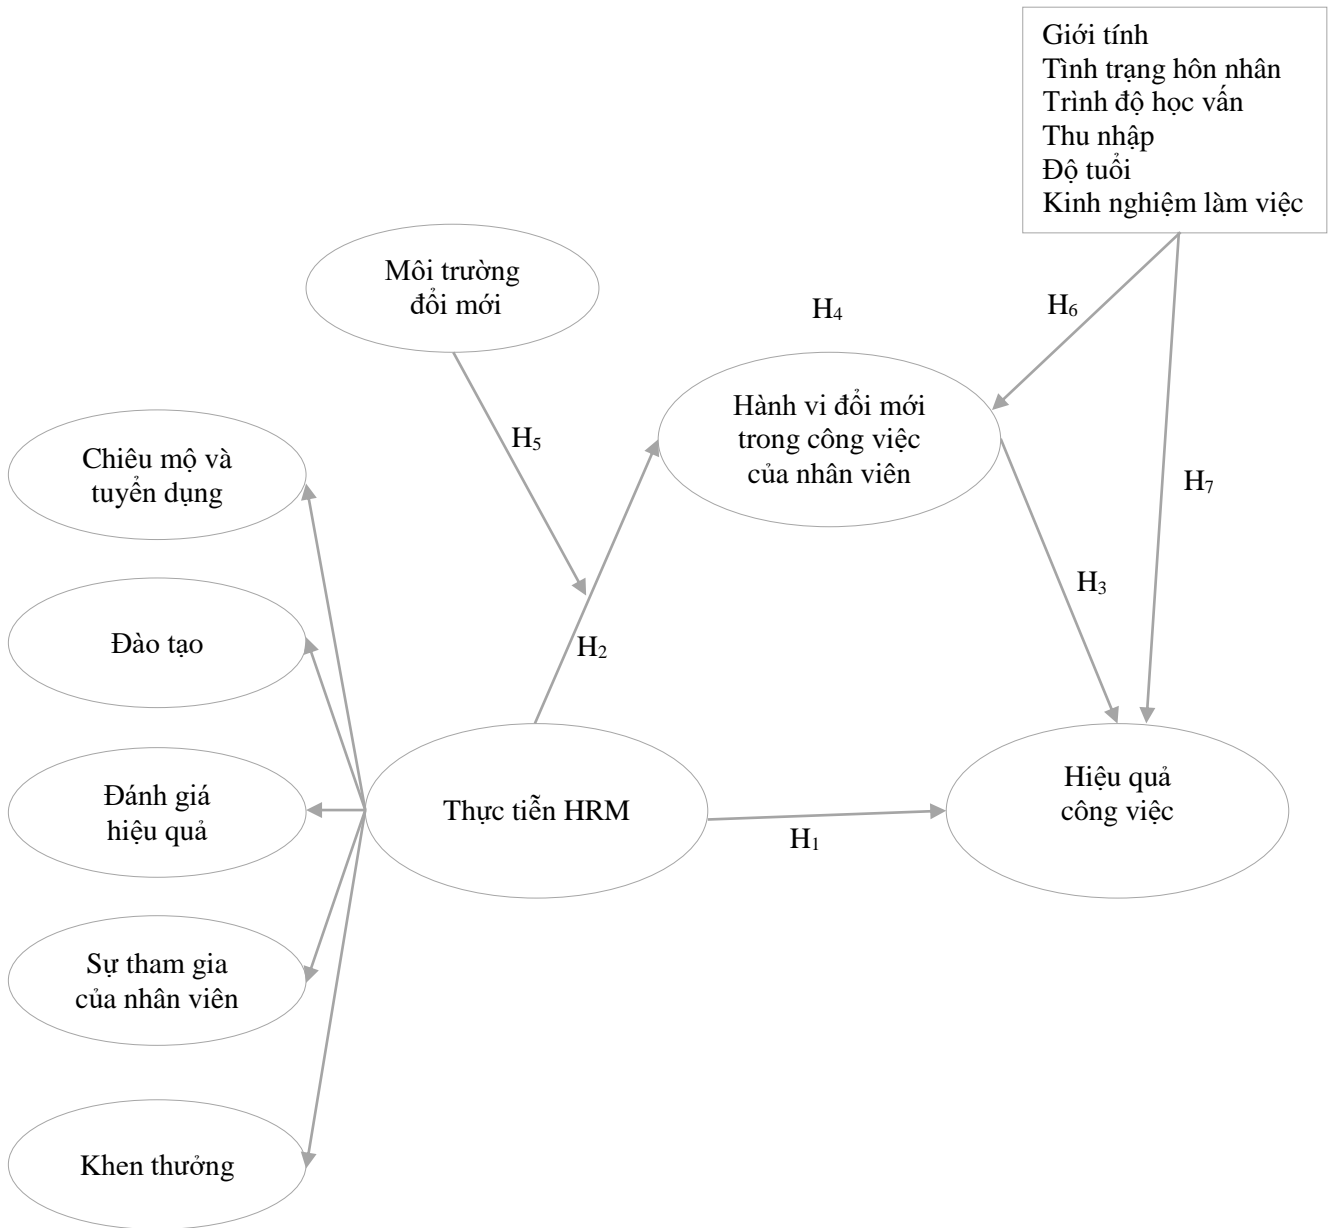 Giới tính
Tình trạng hôn nhân
Trình độ học vấn
Thu nhập
Độ tuổi
Kinh nghiệm làm việc
Môi trường
đổi mới
H4
H6
Hành vi đổi mới
trong công việc
của nhân viên
H5
Chiêu mộ và
tuyển dụng
H7
H3
Đào tạo
H2
Đánh giá
hiệu quả
Thực tiễn HRM
Hiệu quả
công việc
H1
Sự tham gia
của nhân viên
Khen thưởng